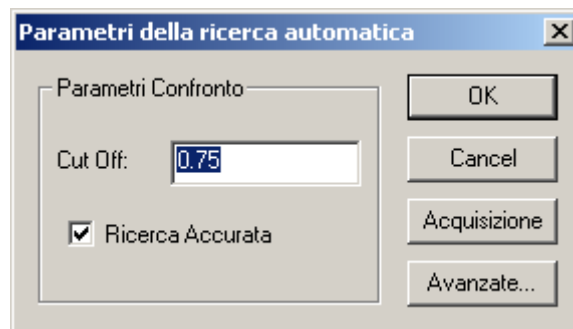 Parametri della ricerca automatica
Parametri Confronto
Cut Off: 0.75
Ricerca Accurata
OK
Cancel
Acquisizione
Avanzate...